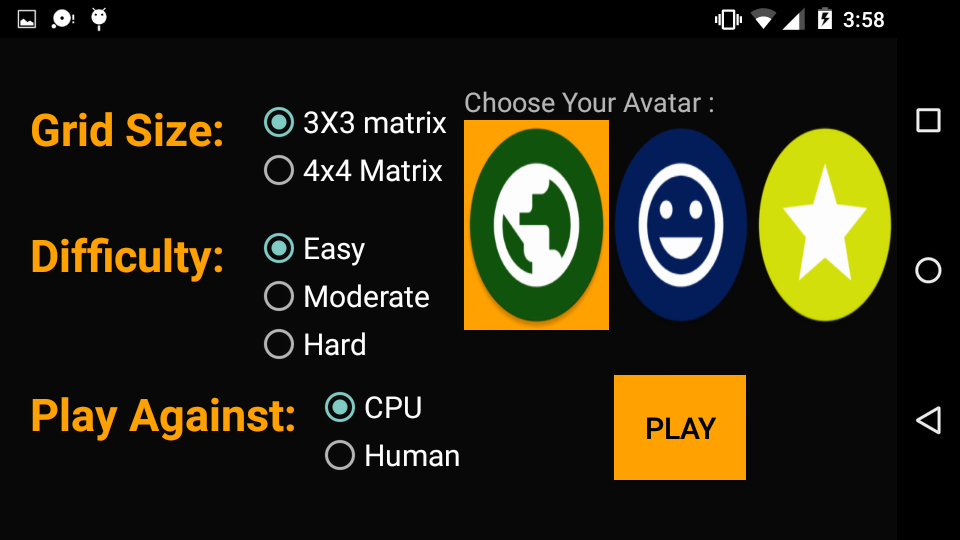 3:58
Grid Size:
3X3 matrix
4x4 Matrix
Difficulty:
Easy
Moderate
Hard
Play Against:
CPU
Human
Choose Your Avatar :
PLAY